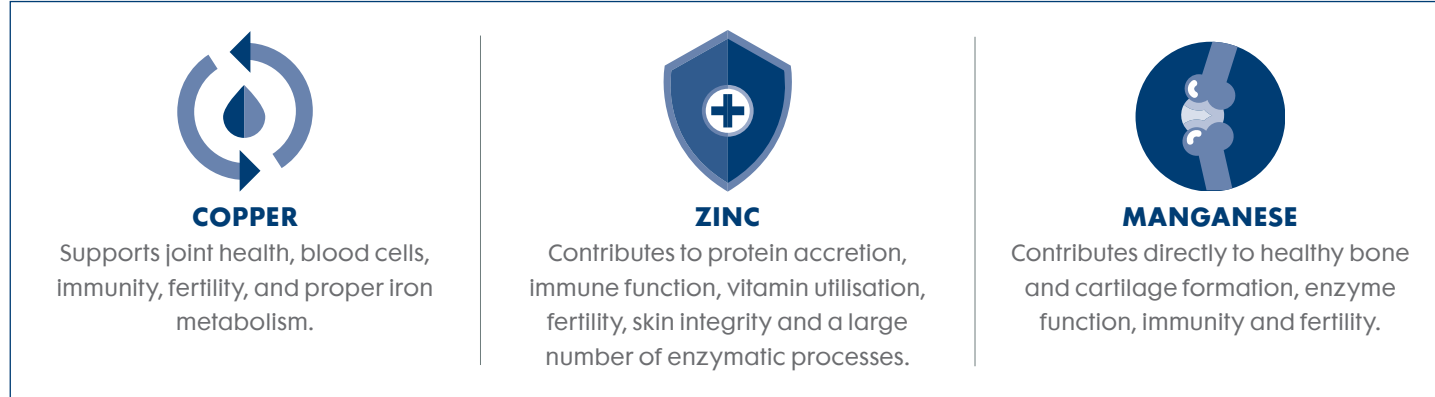 COPPER
Supports joint health, blood cells,
immunity, fertility, and proper iron
metabolism.
ZINC
Contributes to protein accretion,
immune function, vitamin utilisation,
fertility, skin integrity and a large
number of enzymatic processes.
MANGANESE
Contributes directly to healthy bone
and cartilage formation, enzyme
function, immunity and fertility.